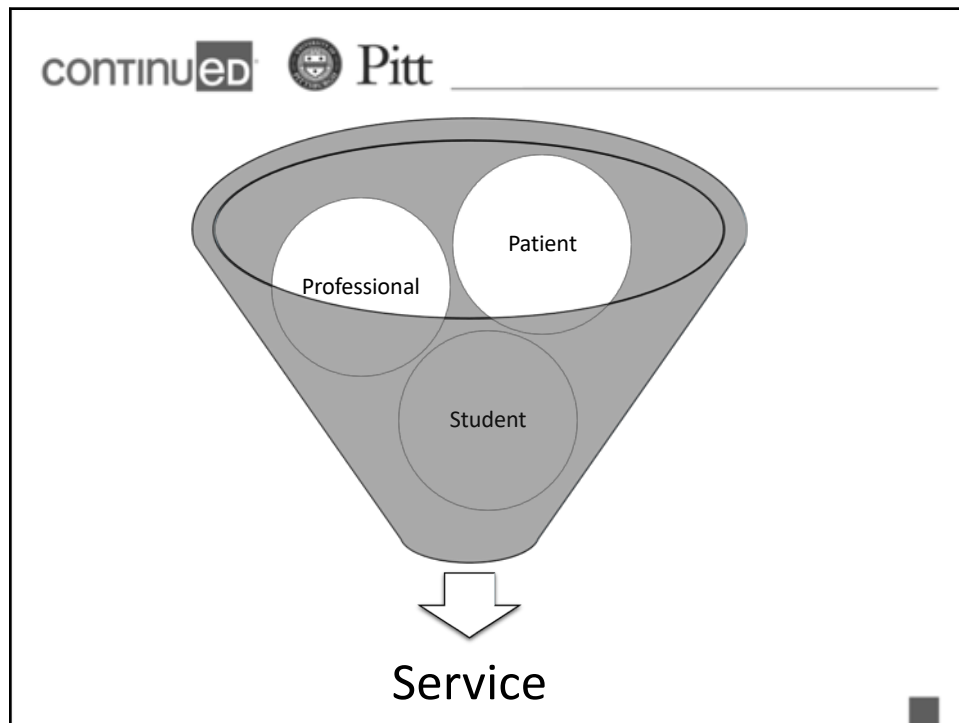 continued Pitt
Patient
Professional
Student
Service